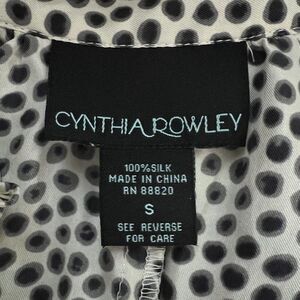 CYNTHIA ROWLEY
100% SILK
MADE IN CHINA
RN 88820
S
SEE REVERSE
FOR CARE